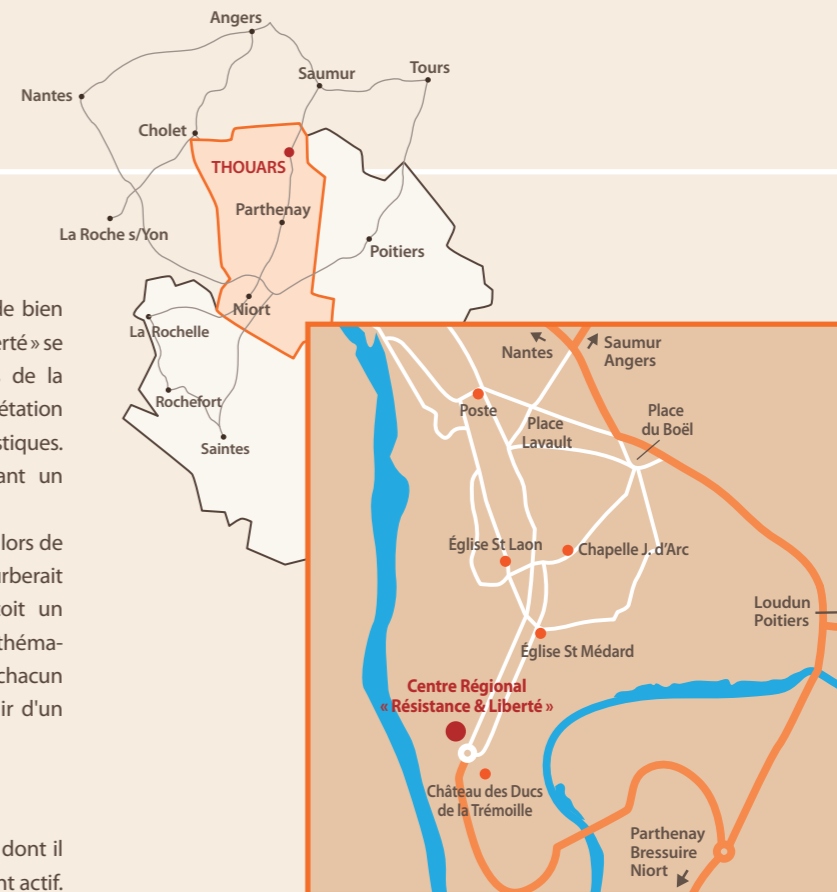 Angers
Saumur
Tours
Nantes
Cholet
THOUARS
Parthenay
La Roche s/Yon
Poitiers
Niort
La Rochelle
Rochefort
Saintes
de bien
erté » se
de la
étation
stiques.
ant un
lors de
urberait
oit un
théma-
chacun
ir d'un
dont il
nt actif.
Nantes
Saumur
Angers
Poste
Place
Lavault
Place
du Boël
Église St Laon
Chapelle J. d'Arc
Loudun
Poitiers
Église St Médard
Centre Régional
« Résistance & Liberté »
Château des Ducs
de la Trémoille
Parthenay
Bressuire
Niort